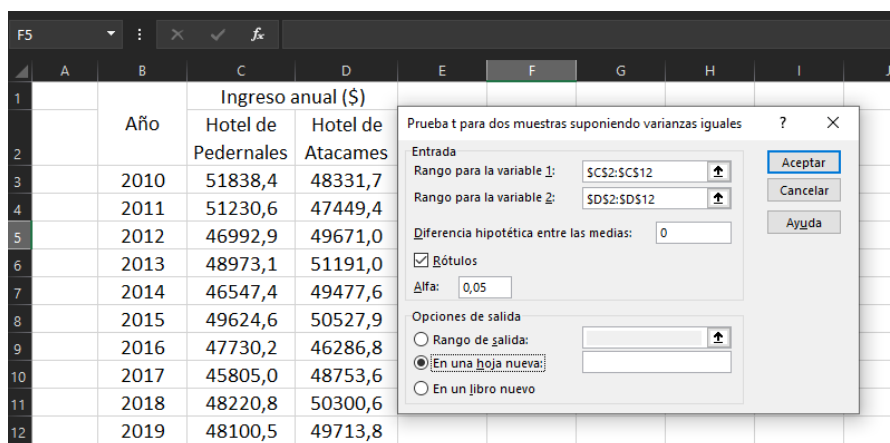 F5
fx
A B C D E F G H I J
1 Ingreso anual ($)
Año Hotel de Hotel de
2 Pedernales Atacames
3 2010 51838,4 48331,7
4 2011 51230,6 47449,4
5 2012 46992,9 49671,0
6 2013 48973,1 51191,0
7 2014 46547,4 49477,6
8 2015 49624,6 50527,9
9 2016 47730,2 46286,8
10 2017 45805,0 48753,6
11 2018 48220,8 50300,6
12 2019 48100,5 49713,8
Prueba t para dos muestras suponiendo varianzas iguales ?
Entrada
Rango para la variable 1: $C$2:$C$12
Rango para la variable 2: $D$2:$D$12
Diferencia hipotética entre las medias: 0
Rótulos
Alfa: 0,05
Opciones de salida
Rango de salida:
En una hoja nueva:
En un libro nuevo
Aceptar
Cancelar
Ayuda